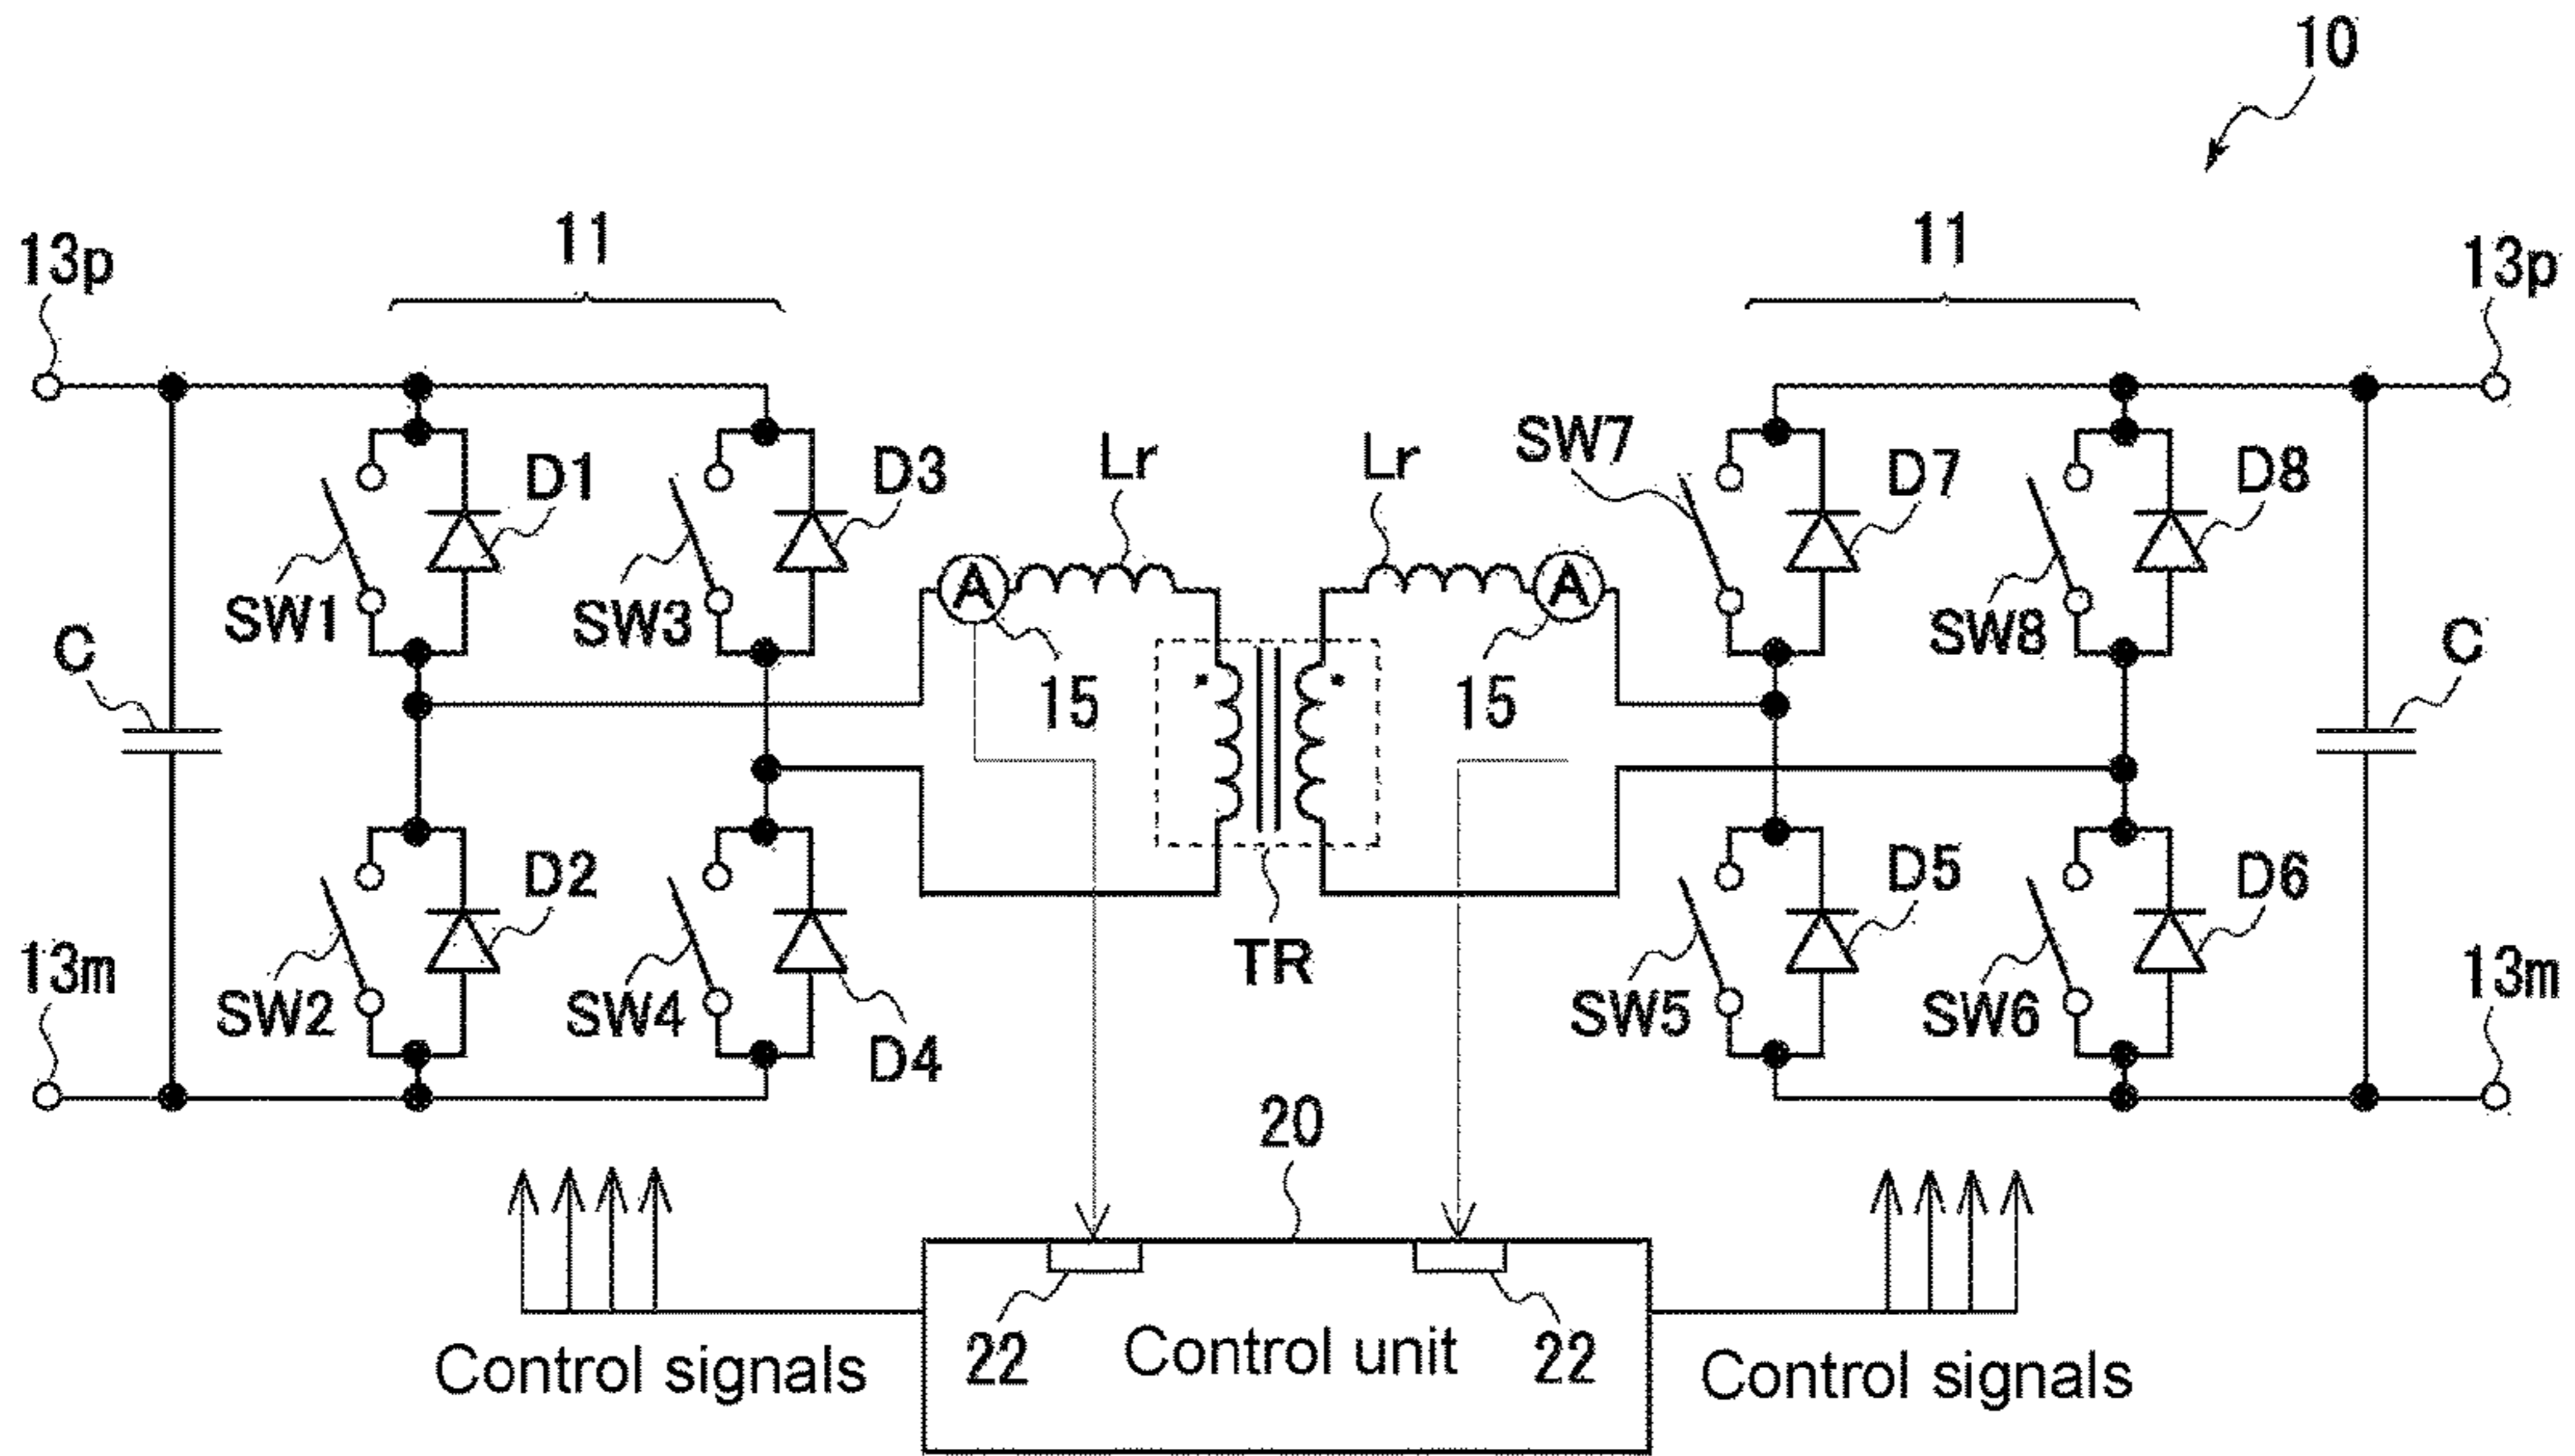 10
11
11
13p
13p
SW7
Lr
Lr
D1
D3
D7
D8
A
A
SW1
SW3
SW8
C
C
15
15
D2
D5
D6
TR
13m
13m
SW2
SW4
SW5
SW6
D4
20
22
Control unit
22
Control signals
Control signals